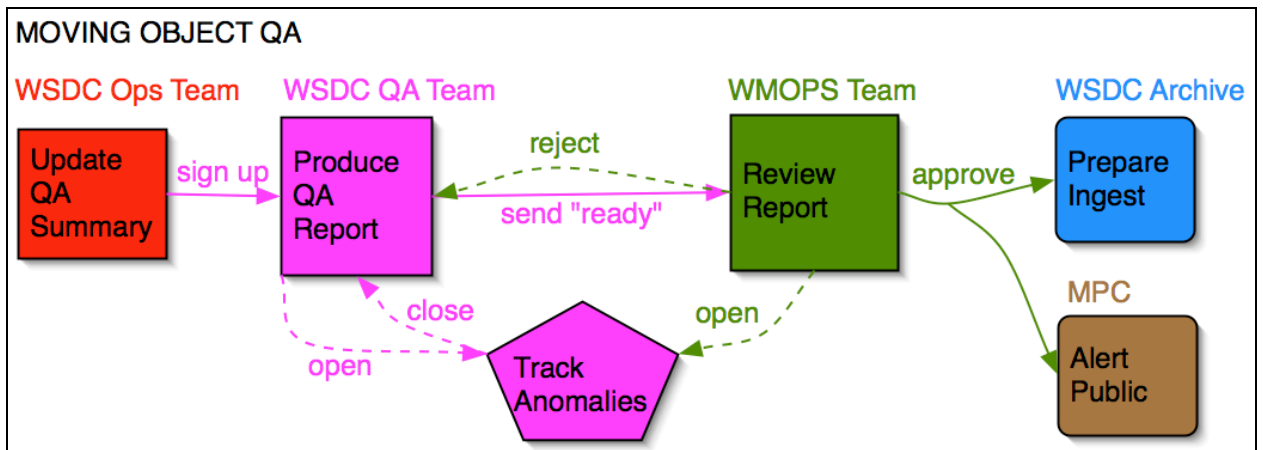 MOVING OBJECT QA
WSDC Ops Team
WSDC QA Team
WMOPS Team
WSDC Archive
Update
QA
Summary
sign up
Produce
QA
Report
reject
send "ready"
Review
Report
approve
Prepare
Ingest
close
open
Track
Anomalies
open
MPC
Alert
Public